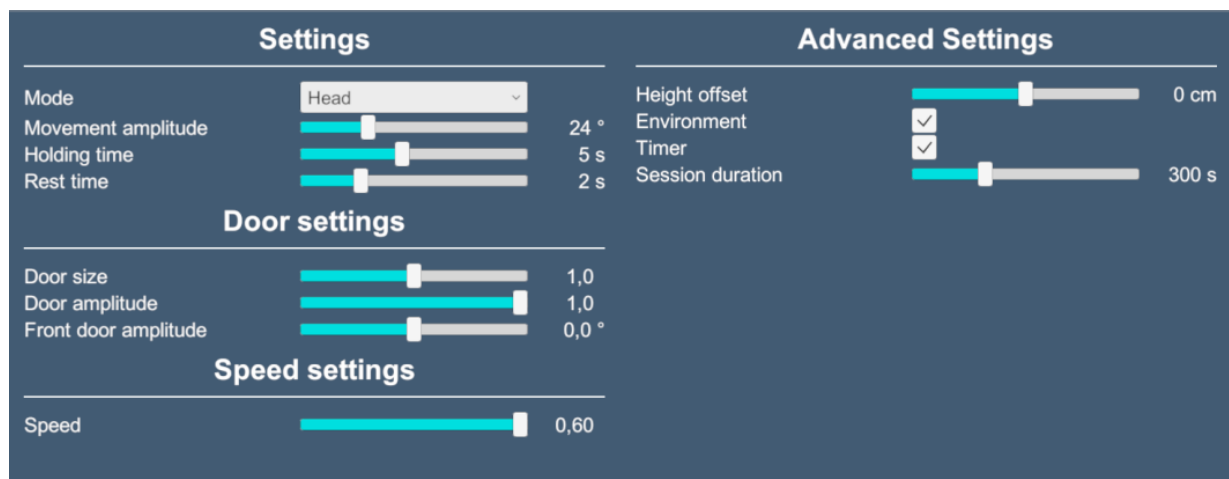 Settings
Mode Head
Movement amplitude 24 °
Holding time 5 s
Rest time 2 s
Door settings
Door size 1,0
Door amplitude 1,0
Front door amplitude 0,0 °
Speed settings
Speed 0,60
Advanced Settings
Height offset 0 cm
Environment
Timer
Session duration 300 s